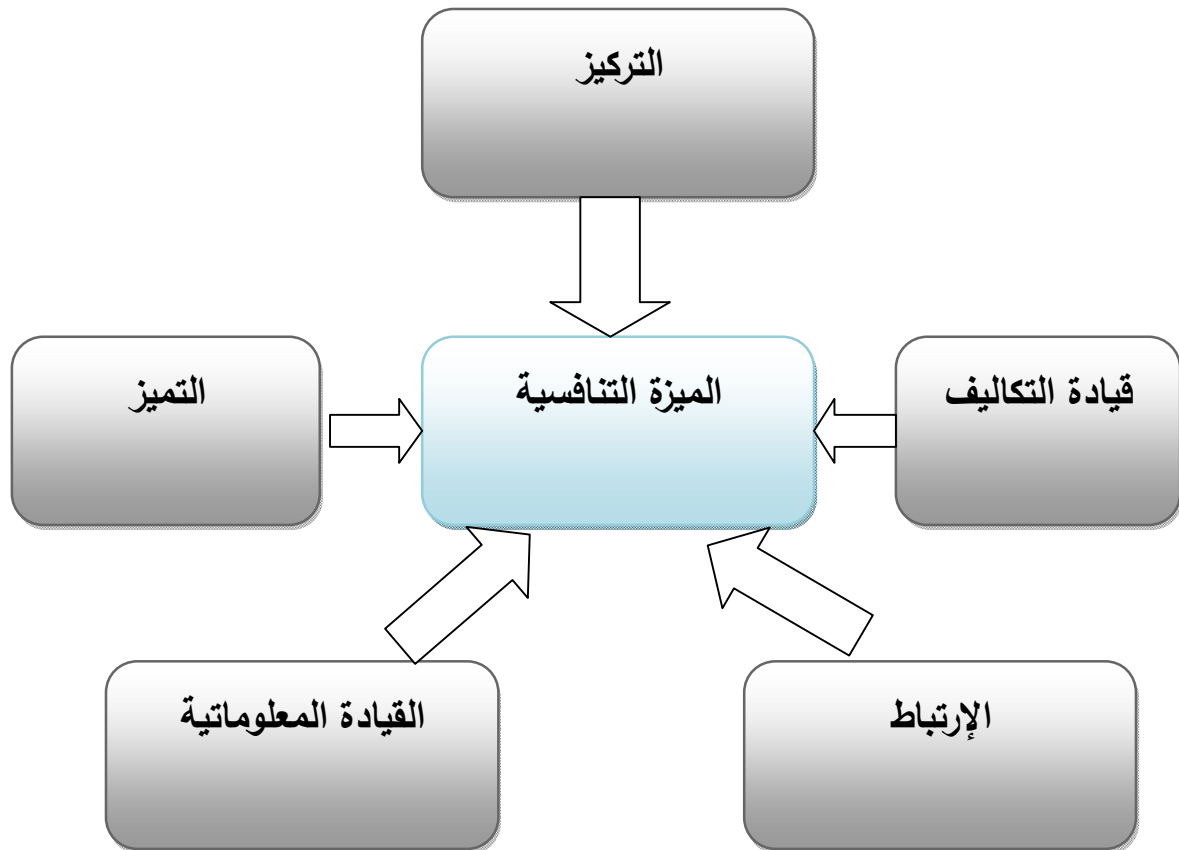 التركيز
قيادة التكاليف
الميزة التنافسية
التميز
الإرتباط
القيادة المعلوماتية